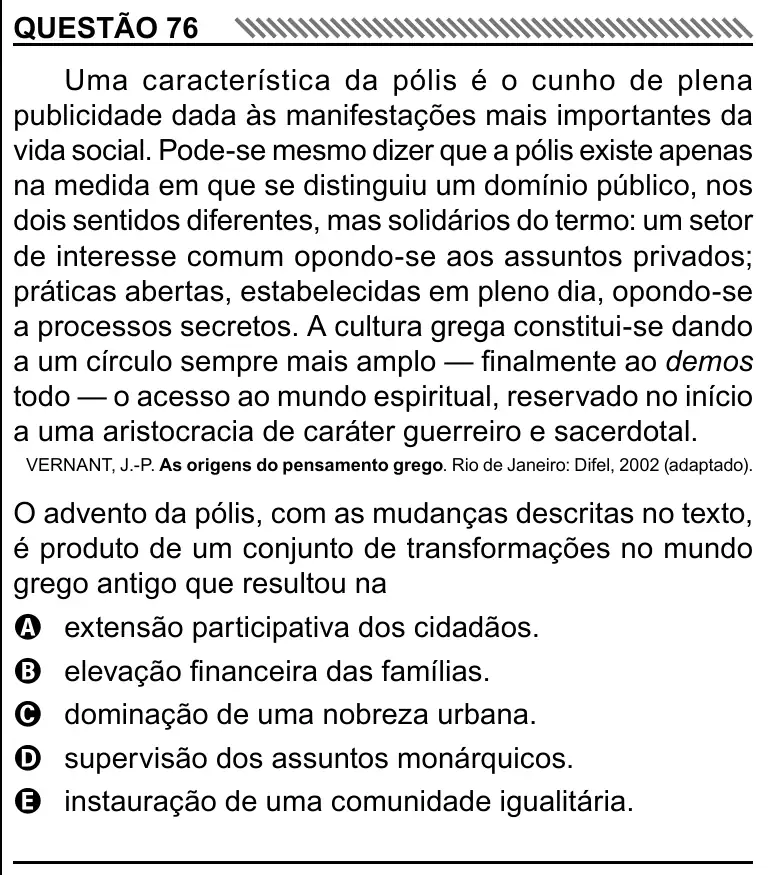 QUESTÃO 76
Uma característica da pólis é o cunho de plena
publicidade dada às manifestações mais importantes da
vida social. Pode-se mesmo dizer que a pólis existe apenas
na medida em que se distinguiu um domínio público, nos
dois sentidos diferentes, mas solidários do termo: um setor
de interesse comum opondo-se aos assuntos privados;
práticas abertas, estabelecidas em pleno dia, opondo-se
a processos secretos. A cultura grega constitui-se dando
a um círculo sempre mais amplo — finalmente ao demos
todo — o acesso ao mundo espiritual, reservado no início
a uma aristocracia de caráter guerreiro e sacerdotal.
VERNANT, J.-P. As origens do pensamento grego. Rio de Janeiro: Difel, 2002 (adaptado).
O advento da pólis, com as mudanças descritas no texto,
é produto de um conjunto de transformações no mundo
grego antigo que resultou na
A extensão participativa dos cidadãos.
B elevação financeira das famílias.
C dominação de uma nobreza urbana.
D supervisão dos assuntos monárquicos.
E instauração de uma comunidade igualitária.